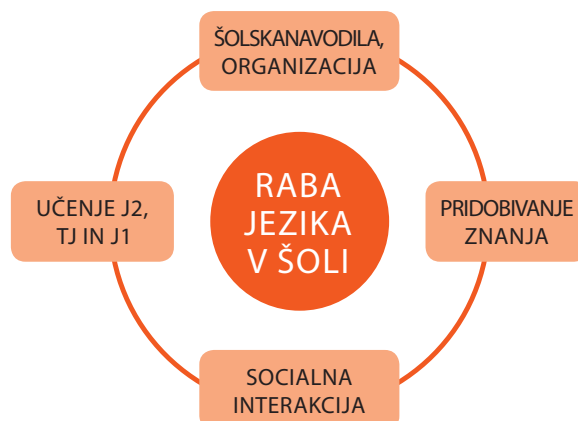 ŠOLSKANAVODILA,
ORGANIZACIJA
UČENJE J2,
TJ IN J1
RABA
JEZIKA
V ŠOLI
PRIDOBIVANJE
ZNANJA
SOCIALNA
INTERAKCIJA